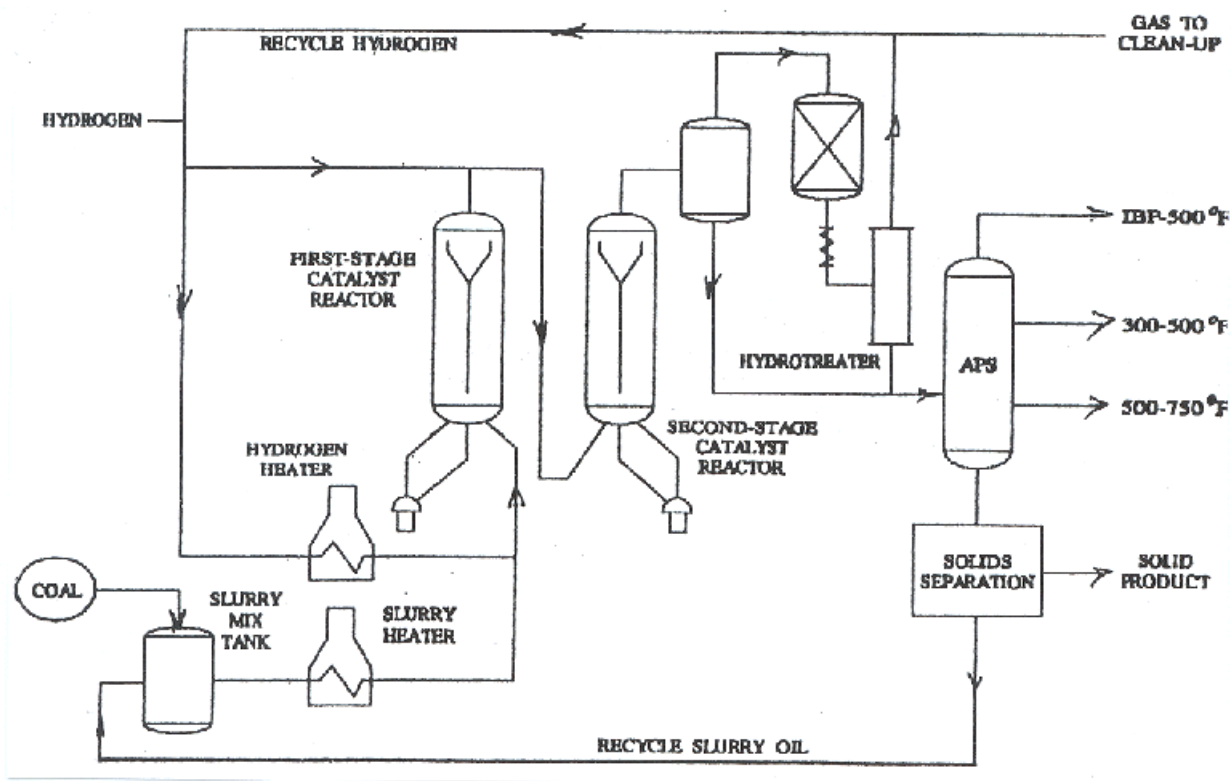 GAS TO
CLEAN-UP
RECYCLE HYDROGEN
HYDROGEN
IBP-500 °F
FIRST-STAGE
CATALYST
REACTOR
300-500 °F
HYDROTREATER
APS
500-750 °F
SECOND-STAGE
CATALYST
REACTOR
HYDROGEN
HEATER
SOLIDS
SEPARATION
SOLID
PRODUCT
COAL
SLURRY
MIX
TANK
SLURRY
HEATER
RECYCLE SLURRY OIL